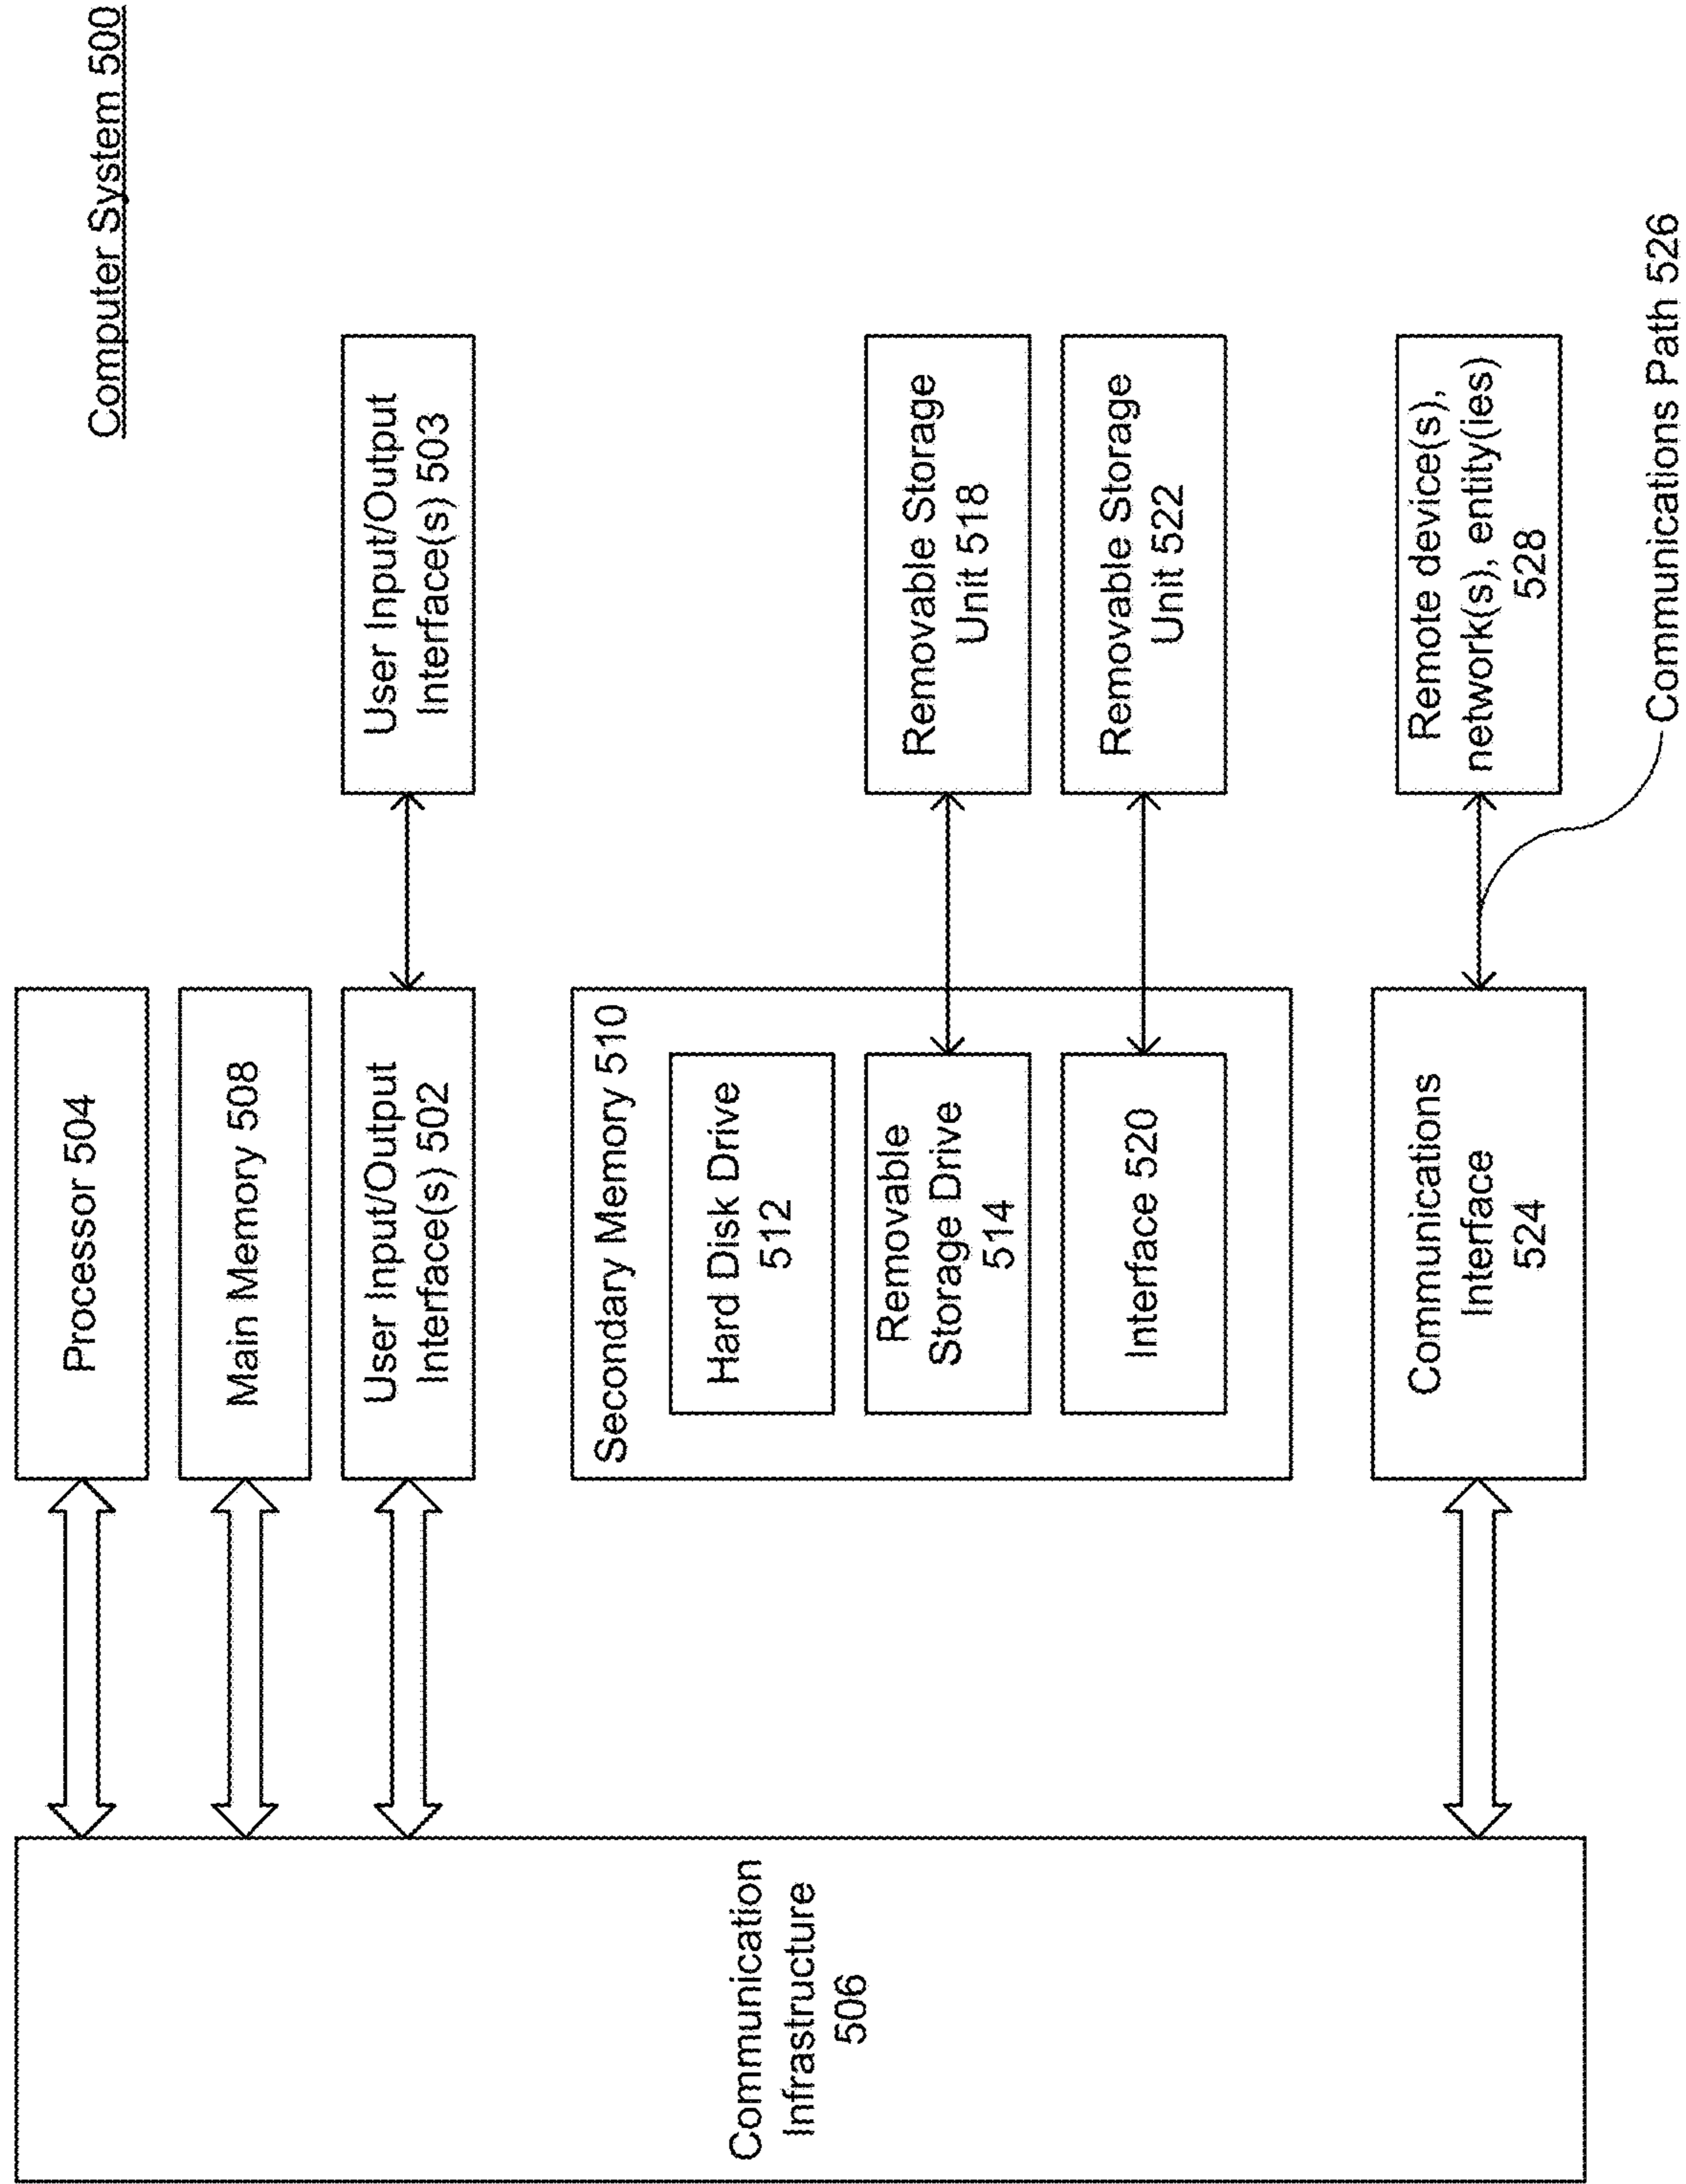 Computer System 500
Processor 504
Main Memory 508
User Input/Output
Interface(s) 502
User Input/Output
Interface(s) 503
Communication
Infrastructure
506
Secondary Memory 510
Hard Disk Drive
512
Removable
Storage Drive
514
Removable Storage
Unit 518
Interface 520
Removable Storage
Unit 522
Communications
Interface
524
Remote device(s),
network(s), entity(ies)
528
Communications Path 526